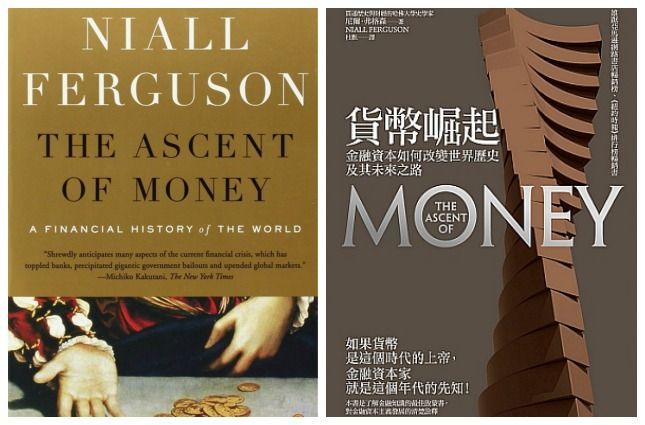 NIALL
FERGUSON
THE ASCENT
OF MONEY
A FINANCIAL HISTORY of THE WORLD
"Shrewdly anticipates many aspects of the current financial crisis, which has
toppled banks, precipitated gigantic government bailouts and upended global markets."
—Michiko Kakutani, The New York Times
尼爾·弗格森——著
NIALL FERGUSON
杜默——譯
貨幣崛起
金融資本如何改變世界歷史
及其未來之路
THE
ASCENT
OF
MONEY
如果貨幣
是這個時代的上帝，
金融資本家
就是這個年代的先知！